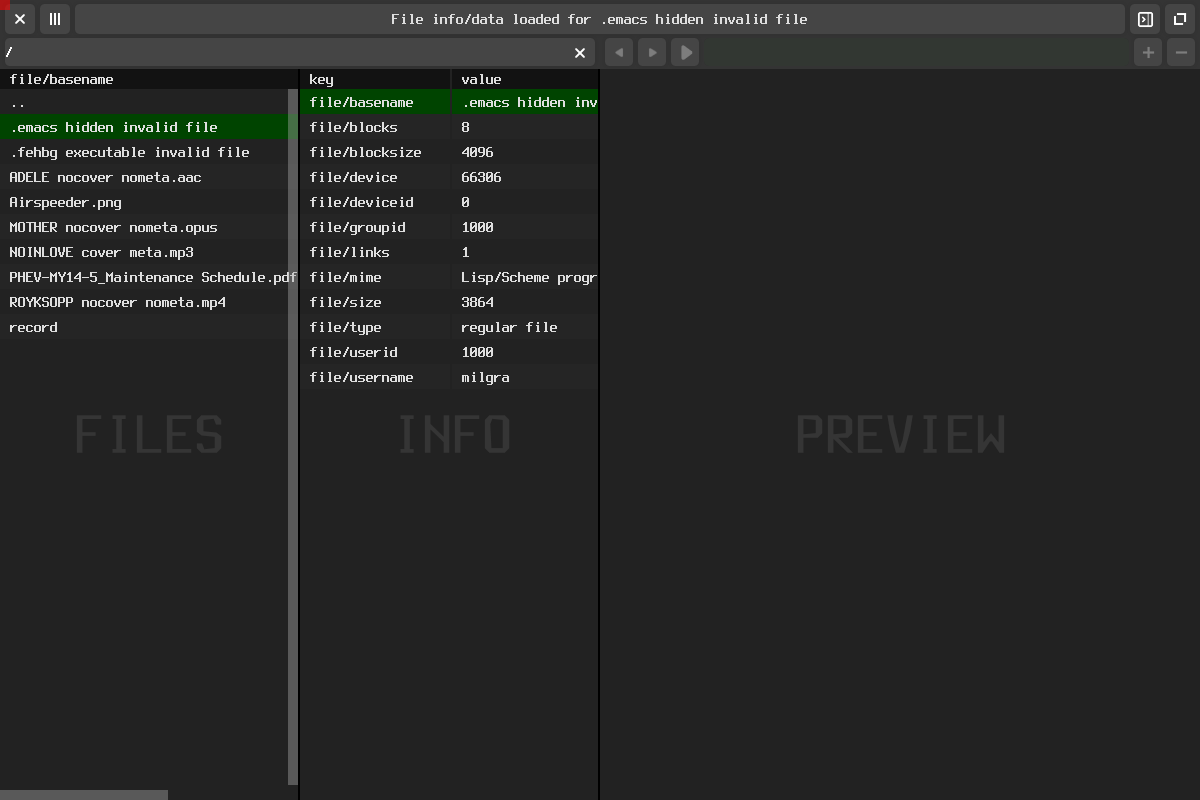 File info/data loaded for .emacs hidden invalid file
/
file/basename key value
..
file/basename .emacs hidden inv
.emacs hidden invalid file file/blocks 8
.fehbg executable invalid file file/blocksize 4096
ADELE nocover nometa.aac file/device 66306
Airspeeder.png file/deviceid 0
MOTHER nocover nometa.opus file/groupid 1000
NOINLOVE cover meta.mp3 file/links 1
PHEV-MY14-5_Maintenance Schedule.pdf file/mime Lisp/Scheme progr
ROYKSOPP nocover nometa.mp4 file/size 3864
record file/type regular file
file/userid 1000
file/username milgra
FILES INFO PREVIEW